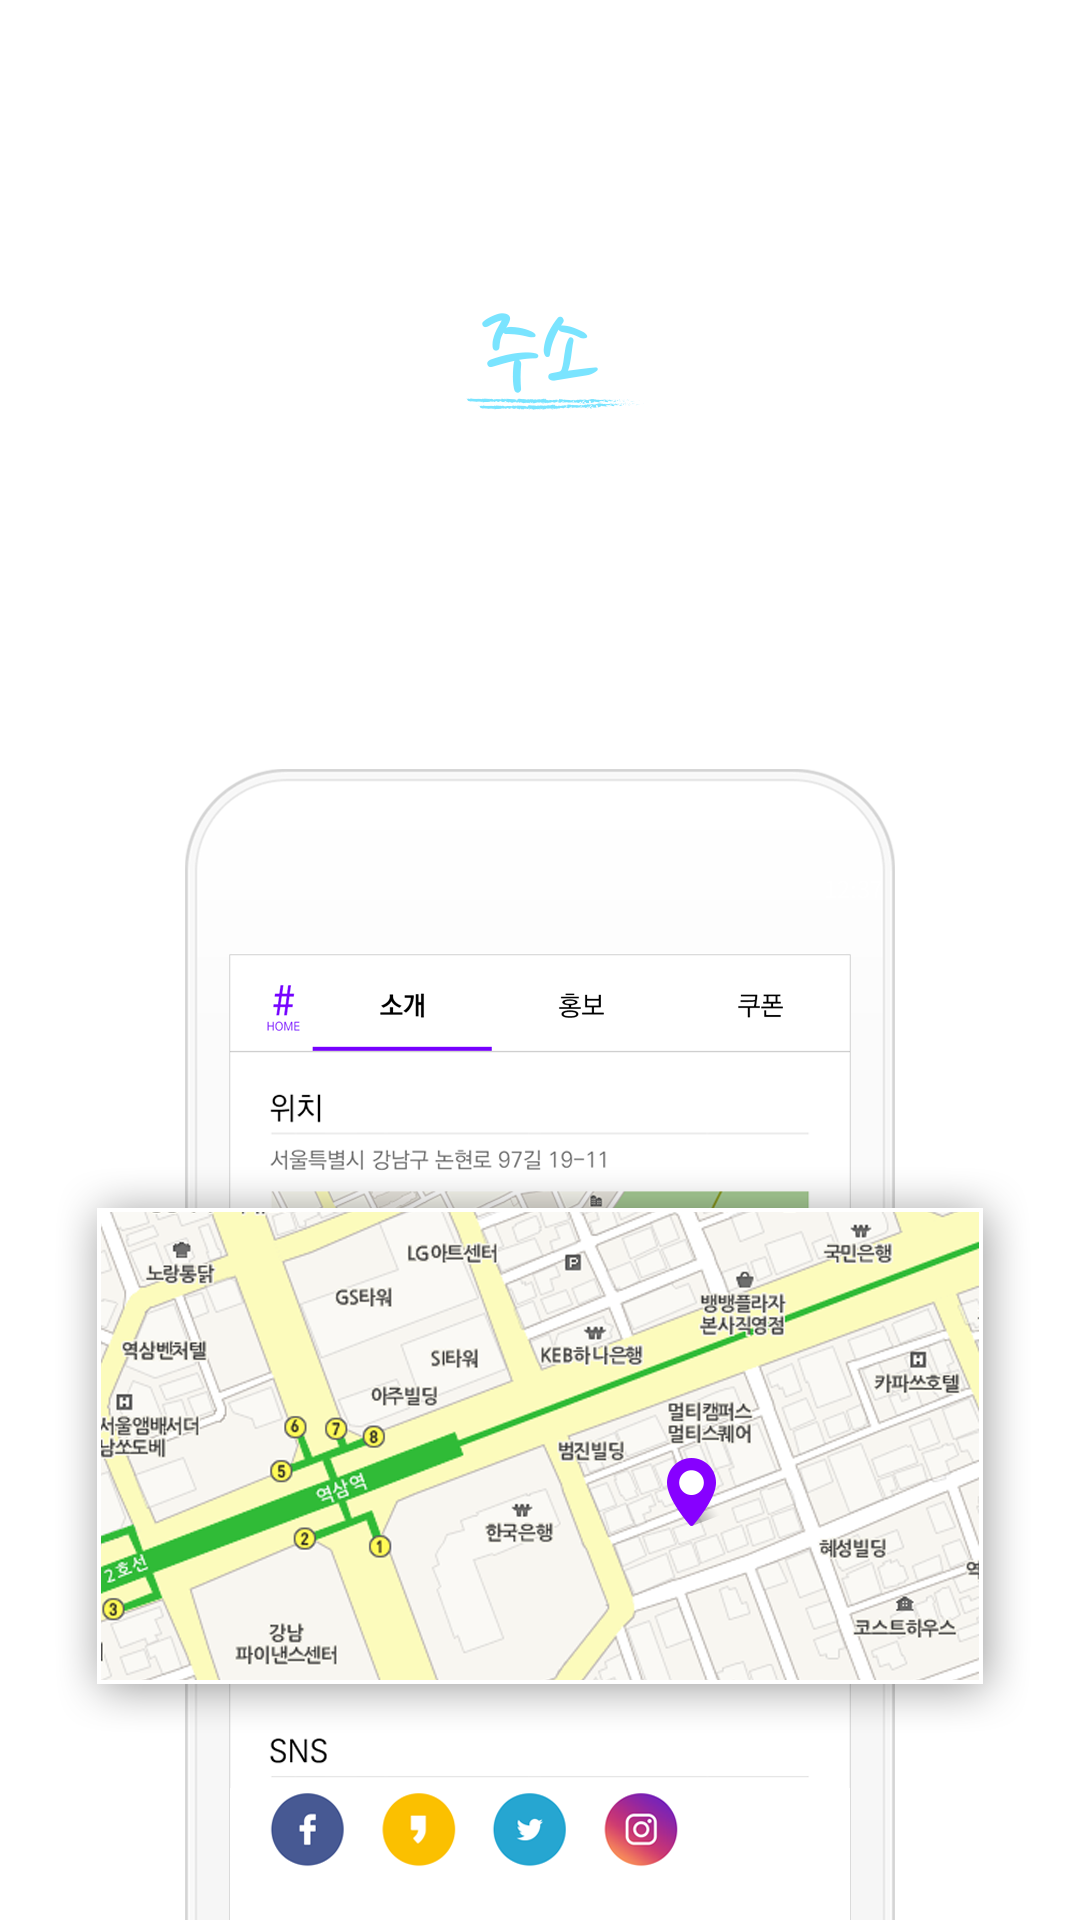 주소
#
HOME
소개
홍보
쿠폰
위치
서울특별시 강남구 논현로 97길 19-11
LG아트센터
국민은행
노랑통닭
P
GS타워
뱅뱅플라자
본사직영점
역삼벤처텔
SI타워
KEB하나은행
H
카파쓰호텔
아주빌딩
H
서울앰배서더
남쏘도베
멀티캠퍼스
멀티스퀘어
6
7
8
범진빌딩
5
역삼역
한국은행
2
1
혜성빌딩
2호선
역
3
코스트하우스
강남
파이낸스센터
SNS